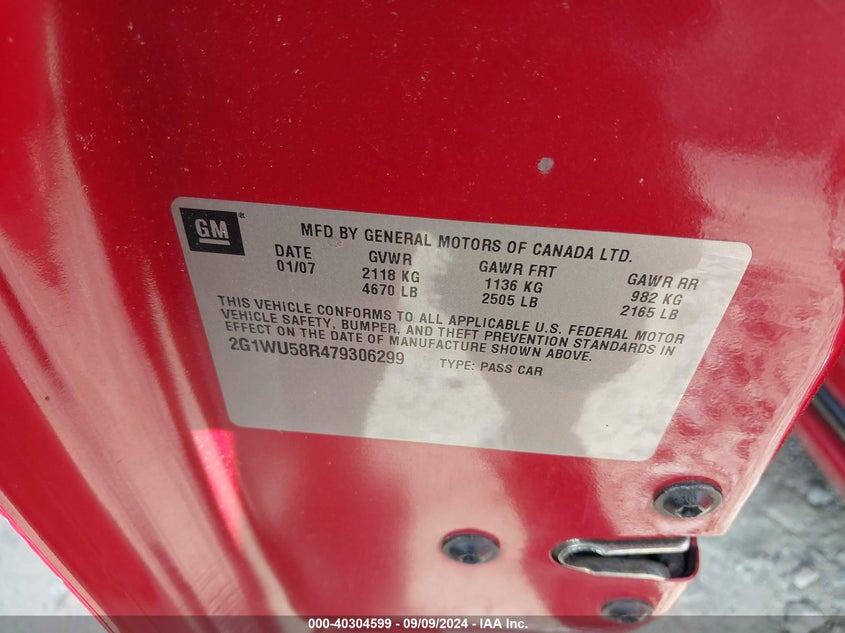 GM®
MFD BY GENERAL MOTORS OF CANADA LTD.
DATE GVWR GAWR FRT GAWR RR
01/07 2118 KG 1136 KG 982 KG
4670 LB 2505 LB 2165 LB
THIS VEHICLE CONFORMS TO ALL APPLICABLE U.S. FEDERAL MOTOR
VEHICLE SAFETY, BUMPER, AND THEFT PREVENTION STANDARDS IN
EFFECT ON THE DATE OF MANUFACTURE SHOWN ABOVE.
2G1WU58R479306299 TYPE: PASS CAR
000-40304599 - 09/09/2024 - IAA Inc.